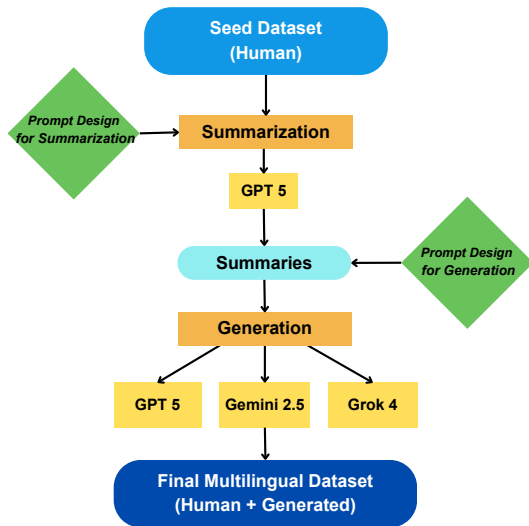 Seed Dataset
(Human)
Prompt Design
for Summarization
Summarization
GPT 5
Summaries
Prompt Design
for Generation
Generation
GPT 5
Gemini 2.5
Grok 4
Final Multilingual Dataset
(Human + Generated)